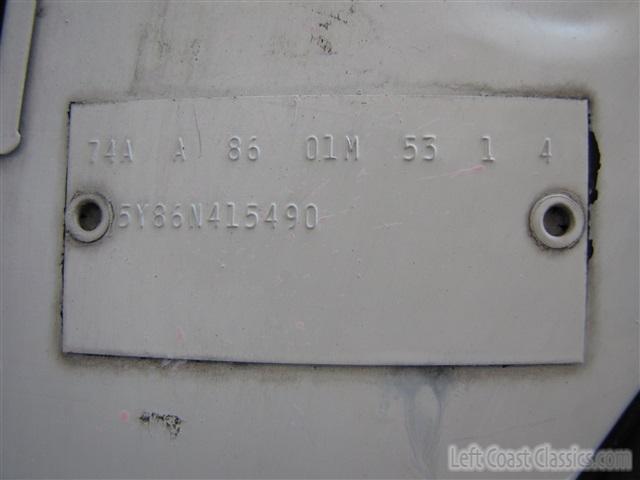 74A A 86 01M 53 1 4
5Y86N415490
Left Coast Classics.com